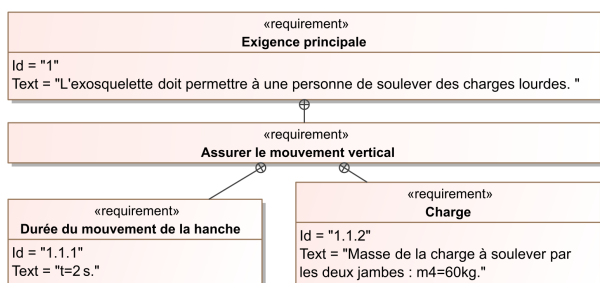 «requirement»
Exigence principale
Id = "1"
Text = "L'exosquelette doit permettre à une personne de soulever des charges lourdes. "
«requirement»
Assurer le mouvement vertical
«requirement»
Durée du mouvement de la hanche
Id = "1.1.1"
Text = "t=2 s."
«requirement»
Charge
Id = "1.1.2"
Text = "Masse de la charge à soulever par
les deux jambes : m4=60kg."